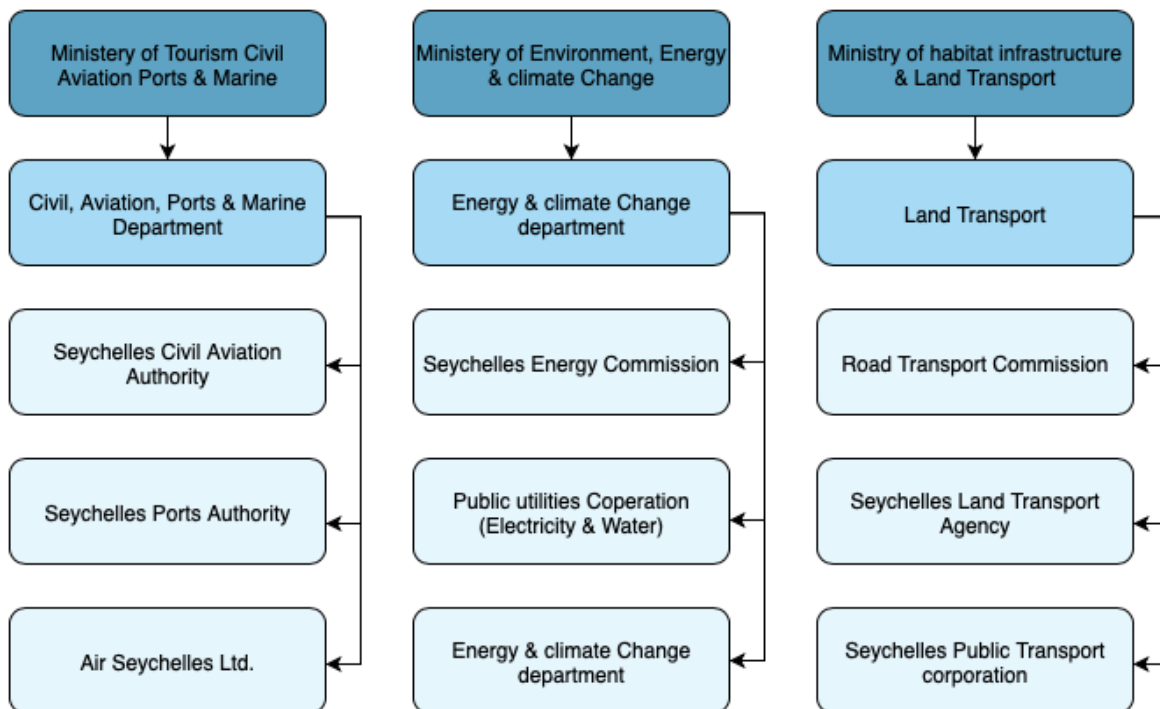 Ministery of Tourism Civil
Aviation Ports & Marine
Ministery of Environment, Energy
& climate Change
Ministry of habitat infrastructure
& Land Transport
Civil, Aviation, Ports & Marine
Department
Energy & climate Change
department
Land Transport
Seychelles Civil Aviation
Authority
Seychelles Energy Commission
Road Transport Commission
Seychelles Ports Authority
Public utilities Coperation
(Electricity & Water)
Seychelles Land Transport
Agency
Air Seychelles Ltd.
Energy & climate Change
department
Seychelles Public Transport
corporation